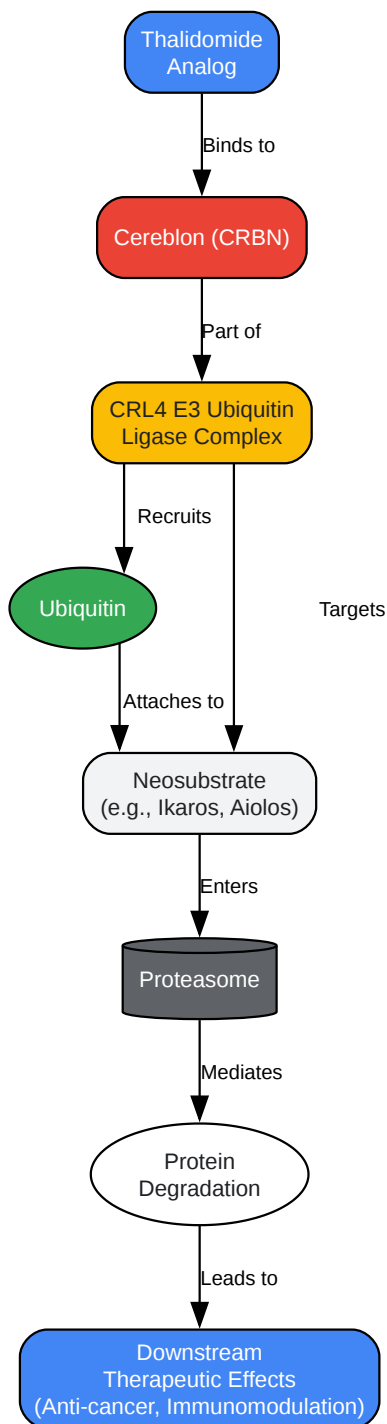 Thalidomide
Analog
Binds to
Cereblon (CRBN)
Part of
CRL4 E3 Ubiquitin
Ligase Complex
Recruits
Ubiquitin
Targets
Attaches to
Neosubstrate
(e.g., Ikaros, Aiolos)
Enters
Proteasome
Mediates
Protein
Degradation
Leads to
Downstream
Therapeutic Effects
(Anti-cancer, Immunomodulation)